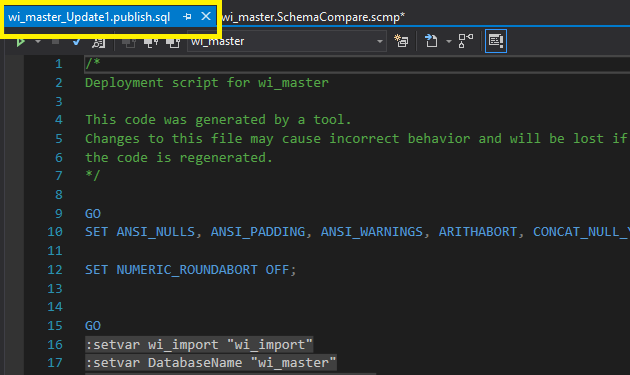 wi_master_Update1.publish.sql
wi_master.SchemaCompare.scmp*
wi_master
1 /*
2 Deployment script for wi_master
3
4 This code was generated by a tool.
5 Changes to this file may cause incorrect behavior and will be lost if
6 the code is regenerated.
7 */
8
9 GO
10 SET ANSI_NULLS, ANSI_PADDING, ANSI_WARNINGS, ARITHABORT, CONCAT_NULL_Y
11
12 SET NUMERIC_ROUNDABORT OFF;
13
14
15 GO
16 :setvar wi_import "wi_import"
17 :setvar DatabaseName "wi_master"